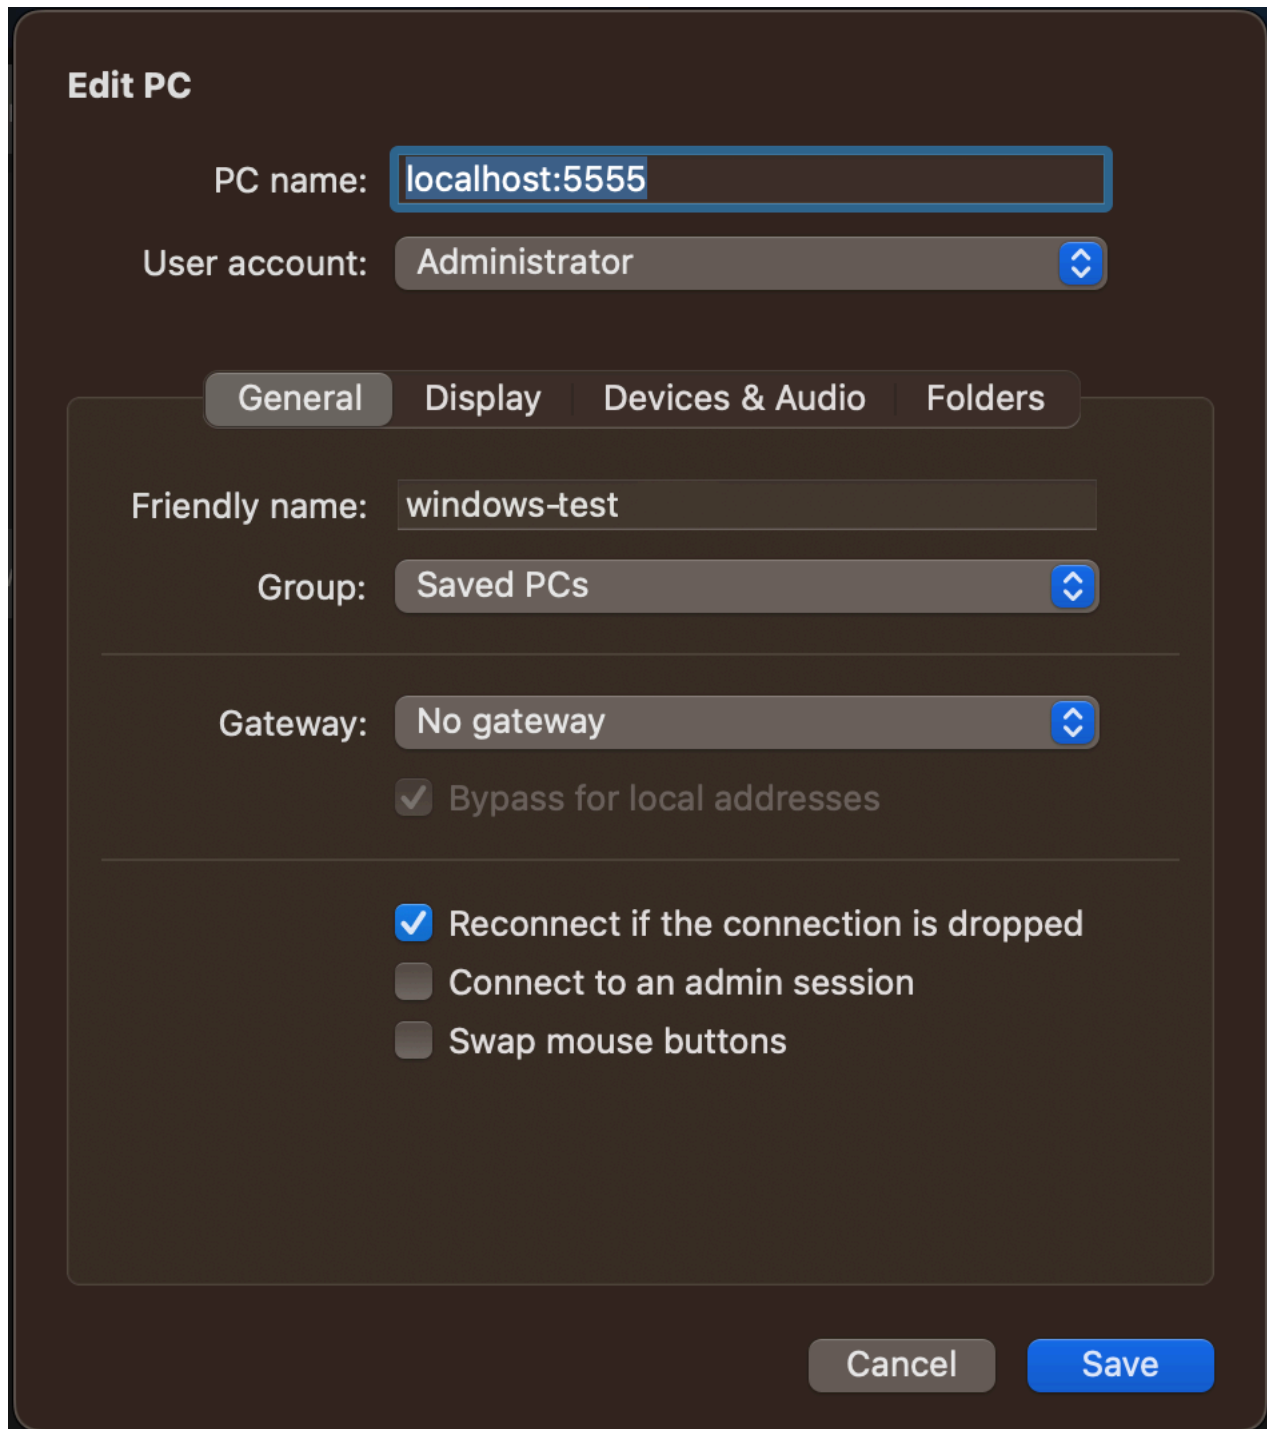 Edit PC
PC name: localhost:5555
User account: Administrator
General Display Devices & Audio Folders
Friendly name: windows-test
Group: Saved PCs
Gateway: No gateway
Bypass for local addresses
Reconnect if the connection is dropped
Connect to an admin session
Swap mouse buttons
Cancel Save